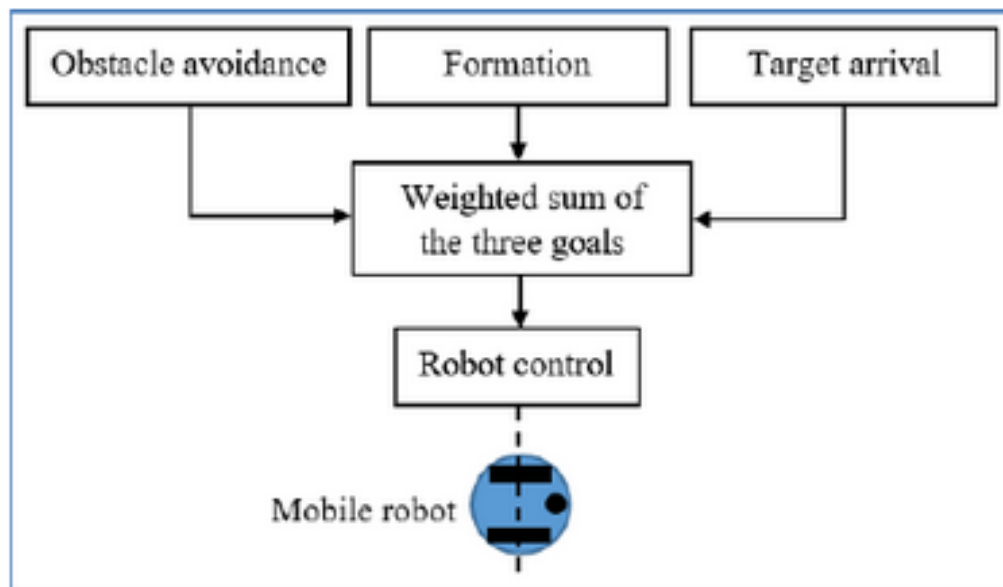 Obstacle avoidance
Formation
Target arrival
Weighted sum of
the three goals
Robot control
Mobile robot